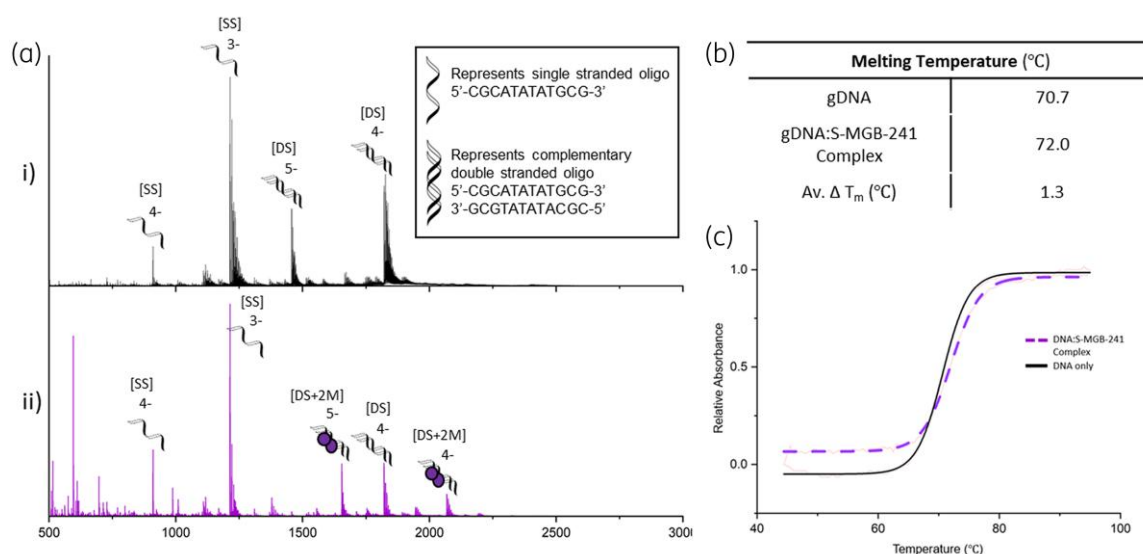 (a)
i)
[SS]
4-
[SS]
3-
[DS]
5-
[DS]
4-
Represents single stranded oligo
5’-CGCATATATGCG-3’
Represents complementary
double stranded oligo
5’-CGCATATATGCG-3’
3’-GCGTATATACGC-5’
ii)
[SS]
4-
[SS]
3-
[DS+2M]
5-
[DS]
4-
[DS+2M]
4-
500
1000
1500
2000
2500
3000
(b)
Melting Temperature (°C)
gDNA
70.7
gDNA:S-MGB-241
Complex
72.0
Av. Δ Tm (°C)
1.3
(c)
Relative Absorbance
1.0
0.5
0.0
DNA:S-MGB-241
Complex
DNA only
40
60
80
100
Temperature (°C)